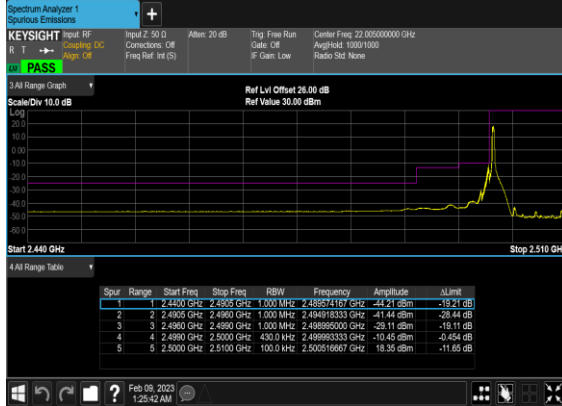 Spectrum Analyzer 1
Spurious Emissions
+
KEYSIGHT Input: RF Input Z: 50 Ω Atten: 20 dB Trig: Free Run Center Freq: 22.005000000 GHz
R T Coupling: DC Corrections: Off Gate: Off Avg|Hold: 1000/1000
Align: Off Freq Ref: Int (S) IF Gain: Low Radio Std: None
PASS
3 All Range Graph
Ref Lvl Offset 26.00 dB
Scale/Div 10.0 dB Ref Value 30.00 dBm
Log
20.0
10.0
0.00
-10.0
-20.0
-30.0
-40.0
-50.0
-60.0
Start 2.440 GHz Stop 2.510 GH
4 All Range Table
Spur Range Start Freq Stop Freq RBW Frequency Amplitude ΔLimit
1 1 2.4400 GHz 2.4905 GHz 1.000 MHz 2.489574167 GHz -44.21 dBm -19.21 dB
2 2 2.4905 GHz 2.4960 GHz 1.000 MHz 2.494918333 GHz -41.44 dBm -28.44 dB
3 3 2.4960 GHz 2.4990 GHz 1.000 MHz 2.498995000 GHz -29.11 dBm -19.11 dB
4 4 2.4990 GHz 2.5000 GHz 430.0 kHz 2.499993333 GHz -10.45 dBm -0.454 dB
5 5 2.5000 GHz 2.5100 GHz 100.0 kHz 2.500516667 GHz 18.35 dBm -11.65 dB
? Feb 09, 2023
1:25:42 AM